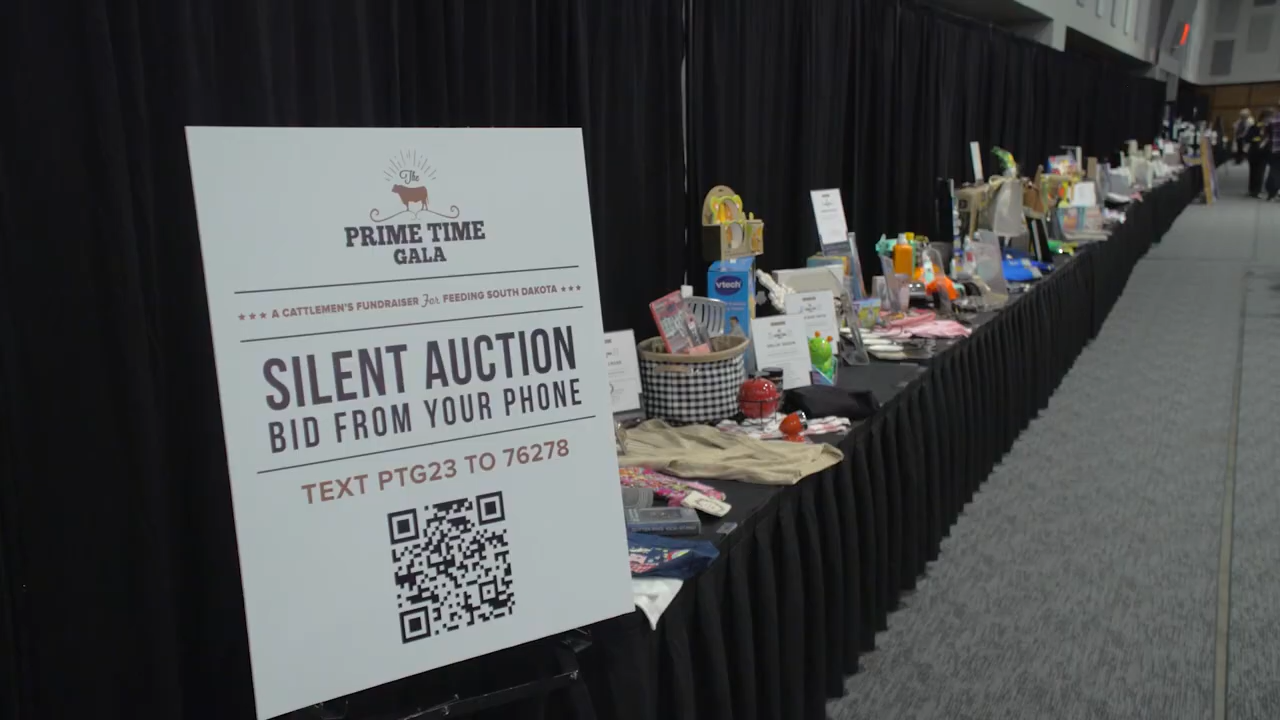 The
PRIME TIME
GALA
★★★ A CATTLEMEN'S FUNDRAISER For FEEDING SOUTH DAKOTA ★★★
SILENT AUCTION
BID FROM YOUR PHONE
TEXT PTG23 TO 76278
vtech